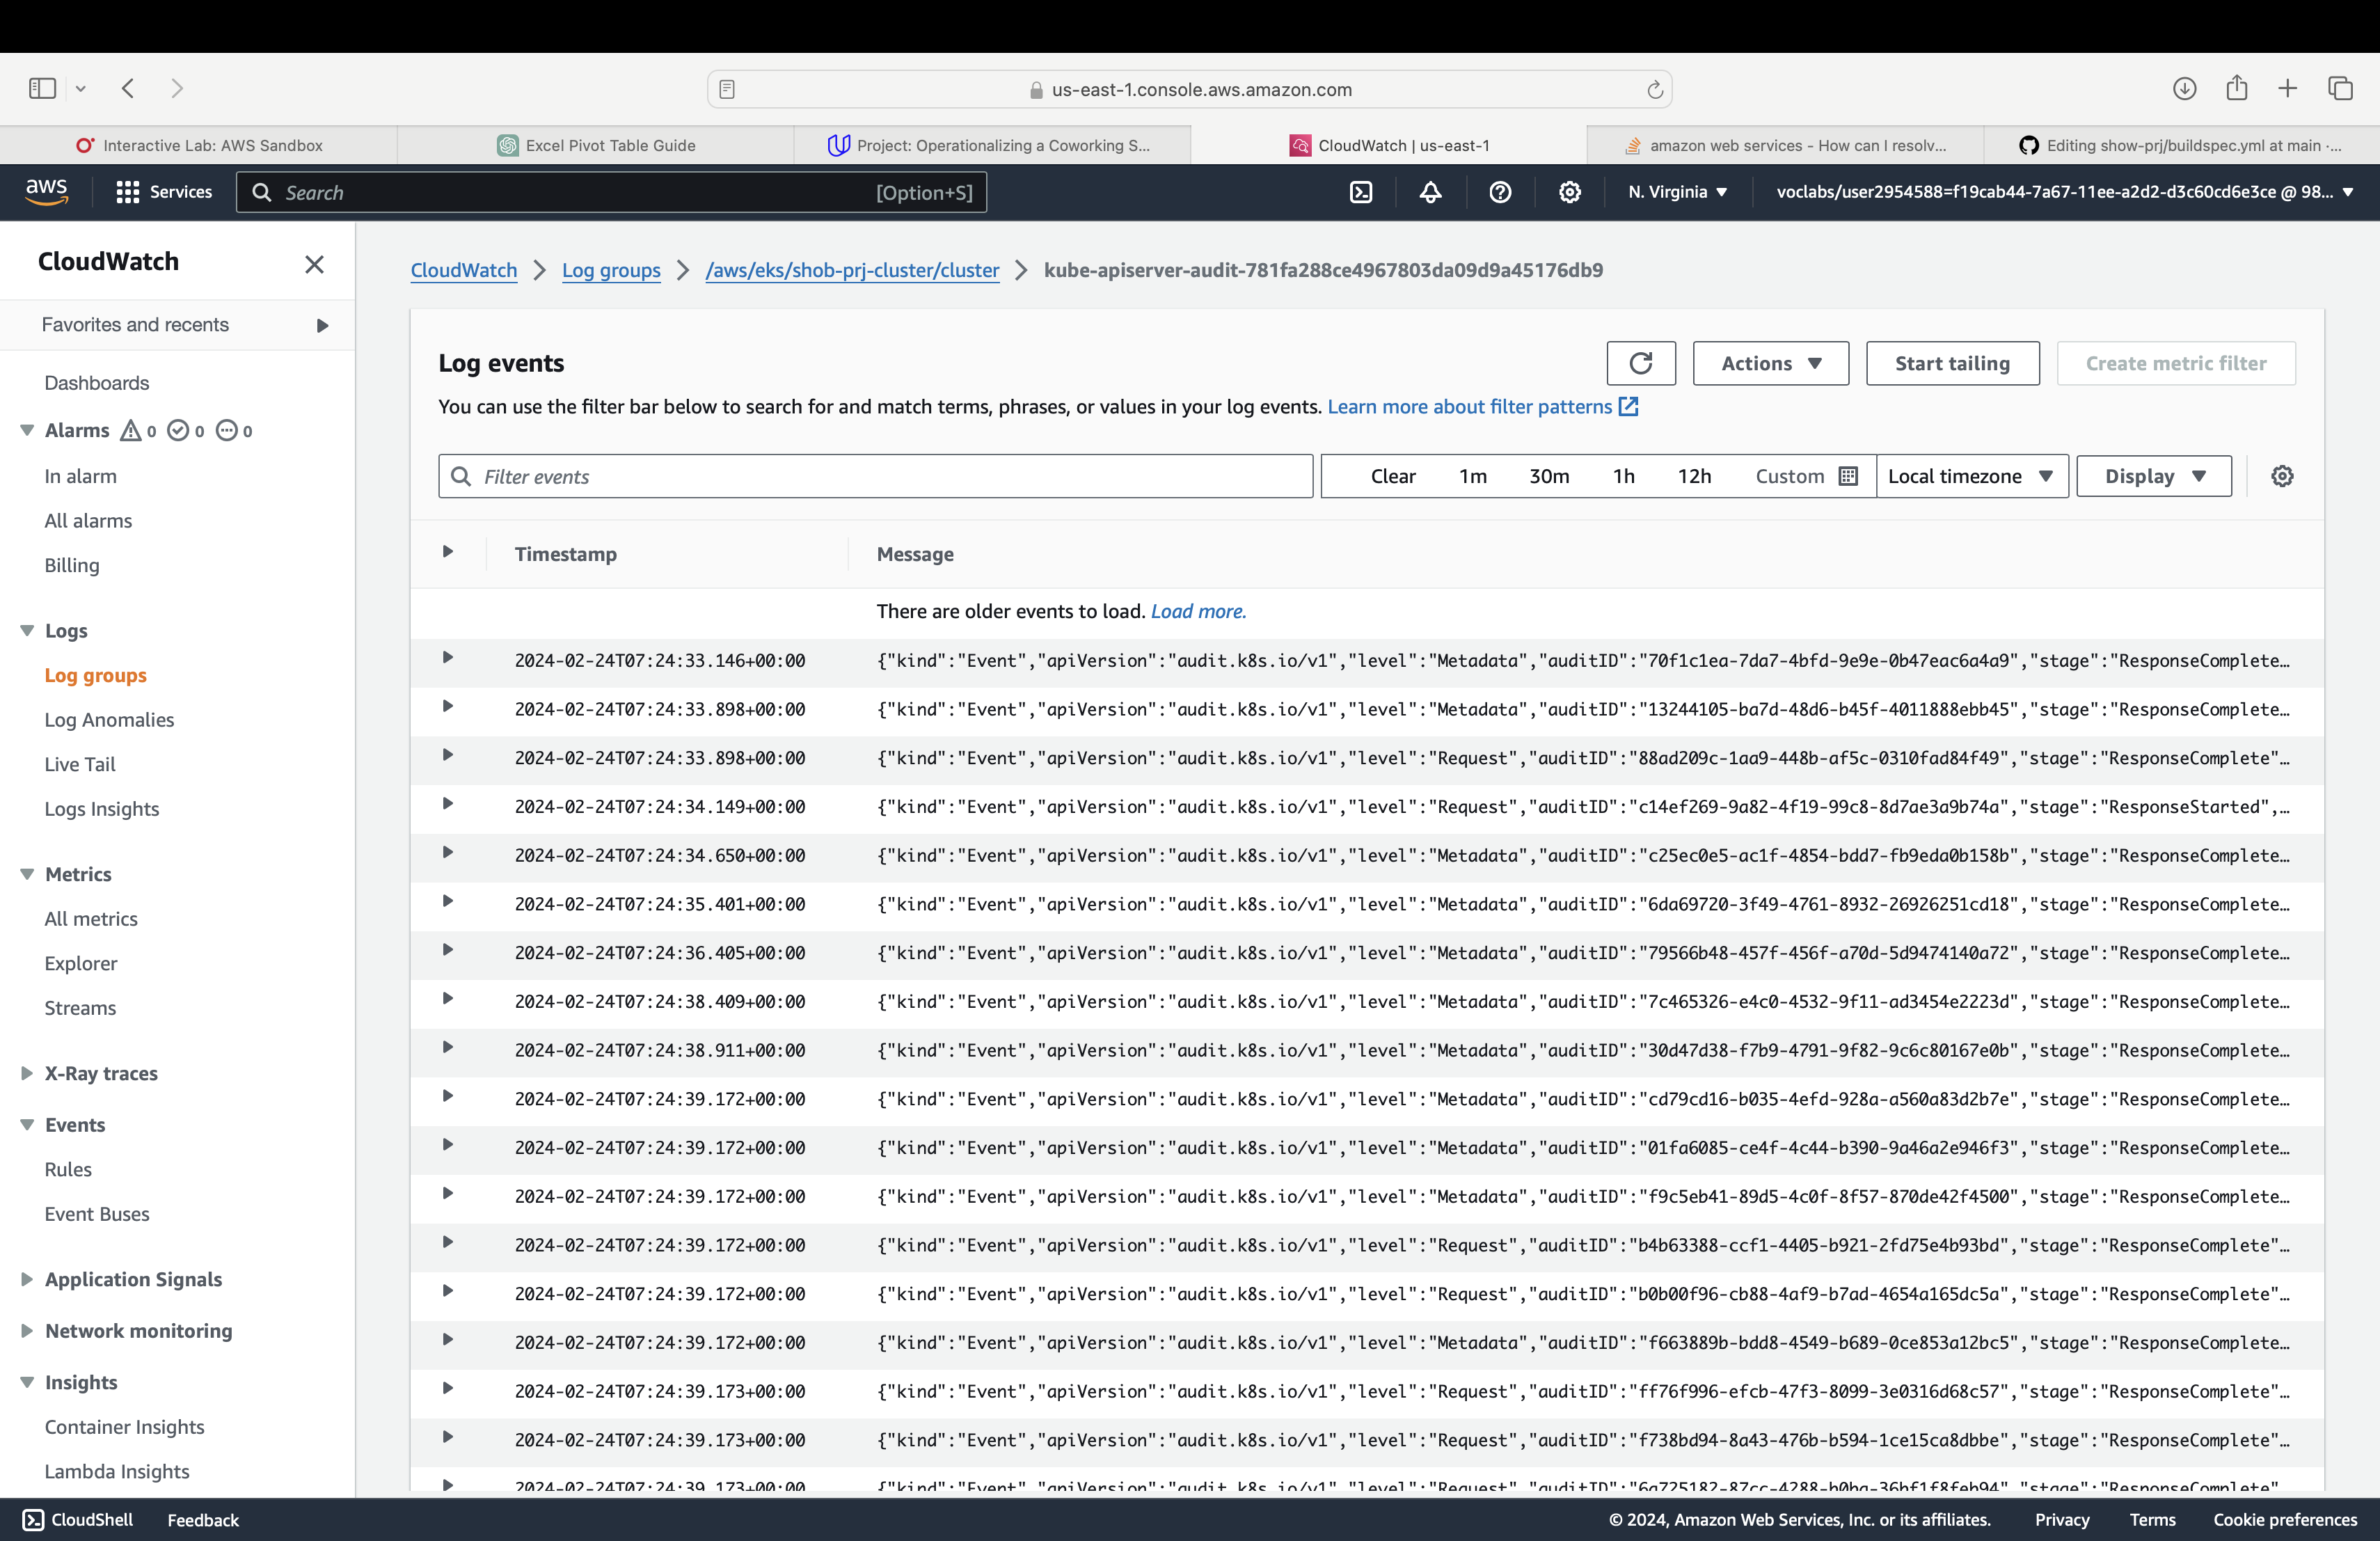 us-east-1.console.aws.amazon.com
Interactive Lab: AWS Sandbox
Excel Pivot Table Guide
Project: Operationalizing a Coworking S...
CloudWatch | us-east-1
amazon web services - How can I resolv...
Editing show-prj/buildspec.yml at main ·...
aws
Services
Search
[Option+S]
N. Virginia
voclabs/user2954588=f19cab44-7a67-11ee-a2d2-d3c60cd6e3ce @ 98...
CloudWatch
Favorites and recents
Dashboards
Alarms 0 0 0
In alarm
All alarms
Billing
Logs
Log groups
Log Anomalies
Live Tail
Logs Insights
Metrics
All metrics
Explorer
Streams
X-Ray traces
Events
Rules
Event Buses
Application Signals
Network monitoring
Insights
Container Insights
Lambda Insights
CloudWatch > Log groups > /aws/eks/shob-prj-cluster/cluster > kube-apiserver-audit-781fa288ce4967803da09d9a45176db9
Log events
Actions
Start tailing
Create metric filter
You can use the filter bar below to search for and match terms, phrases, or values in your log events. Learn more about filter patterns
Filter events
Clear 1m 30m 1h 12h Custom
Local timezone
Display
Timestamp Message
There are older events to load. Load more.
2024-02-24T07:24:33.146+00:00 {"kind":"Event","apiVersion":"audit.k8s.io/v1","level":"Metadata","auditID":"70f1c1ea-7da7-4bfd-9e9e-0b47eac6a4a9","stage":"ResponseComplete…
2024-02-24T07:24:33.898+00:00 {"kind":"Event","apiVersion":"audit.k8s.io/v1","level":"Metadata","auditID":"13244105-ba7d-48d6-b45f-4011888ebb45","stage":"ResponseComplete…
2024-02-24T07:24:33.898+00:00 {"kind":"Event","apiVersion":"audit.k8s.io/v1","level":"Request","auditID":"88ad209c-1aa9-448b-af5c-0310fad84f49","stage":"ResponseComplete"…
2024-02-24T07:24:34.149+00:00 {"kind":"Event","apiVersion":"audit.k8s.io/v1","level":"Request","auditID":"c14ef269-9a82-4f19-99c8-8d7ae3a9b74a","stage":"ResponseStarted",…
2024-02-24T07:24:34.650+00:00 {"kind":"Event","apiVersion":"audit.k8s.io/v1","level":"Metadata","auditID":"c25ec0e5-ac1f-4854-bdd7-fb9eda0b158b","stage":"ResponseComplete…
2024-02-24T07:24:35.401+00:00 {"kind":"Event","apiVersion":"audit.k8s.io/v1","level":"Metadata","auditID":"6da69720-3f49-4761-8932-26926251cd18","stage":"ResponseComplete…
2024-02-24T07:24:36.405+00:00 {"kind":"Event","apiVersion":"audit.k8s.io/v1","level":"Metadata","auditID":"79566b48-457f-456f-a70d-5d9474140a72","stage":"ResponseComplete…
2024-02-24T07:24:38.409+00:00 {"kind":"Event","apiVersion":"audit.k8s.io/v1","level":"Metadata","auditID":"7c465326-e4c0-4532-9f11-ad3454e2223d","stage":"ResponseComplete…
2024-02-24T07:24:38.911+00:00 {"kind":"Event","apiVersion":"audit.k8s.io/v1","level":"Metadata","auditID":"30d47d38-f7b9-4791-9f82-9c6c80167e0b","stage":"ResponseComplete…
2024-02-24T07:24:39.172+00:00 {"kind":"Event","apiVersion":"audit.k8s.io/v1","level":"Metadata","auditID":"cd79cd16-b035-4efd-928a-a560a83d2b7e","stage":"ResponseComplete…
2024-02-24T07:24:39.172+00:00 {"kind":"Event","apiVersion":"audit.k8s.io/v1","level":"Metadata","auditID":"01fa6085-ce4f-4c44-b390-9a46a2e946f3","stage":"ResponseComplete…
2024-02-24T07:24:39.172+00:00 {"kind":"Event","apiVersion":"audit.k8s.io/v1","level":"Metadata","auditID":"f9c5eb41-89d5-4c0f-8f57-870de42f4500","stage":"ResponseComplete…
2024-02-24T07:24:39.172+00:00 {"kind":"Event","apiVersion":"audit.k8s.io/v1","level":"Request","auditID":"b4b63388-ccf1-4405-b921-2fd75e4b93bd","stage":"ResponseComplete"…
2024-02-24T07:24:39.172+00:00 {"kind":"Event","apiVersion":"audit.k8s.io/v1","level":"Request","auditID":"b0b00f96-cb88-4af9-b7ad-4654a165dc5a","stage":"ResponseComplete"…
2024-02-24T07:24:39.172+00:00 {"kind":"Event","apiVersion":"audit.k8s.io/v1","level":"Metadata","auditID":"f663889b-bdd8-4549-b689-0ce853a12bc5","stage":"ResponseComplete…
2024-02-24T07:24:39.173+00:00 {"kind":"Event","apiVersion":"audit.k8s.io/v1","level":"Request","auditID":"ff76f996-efcb-47f3-8099-3e0316d68c57","stage":"ResponseComplete"…
2024-02-24T07:24:39.173+00:00 {"kind":"Event","apiVersion":"audit.k8s.io/v1","level":"Request","auditID":"f738bd94-8a43-476b-b594-1ce15ca8dbbe","stage":"ResponseComplete"…
2024-02-24T07:24:39.173+00:00 {"kind":"Event","apiVersion":"audit.k8s.io/v1","level":"Request","auditID":
CloudShell
Feedback
© 2024, Amazon Web Services, Inc. or its affiliates.
Privacy
Terms
Cookie preferences